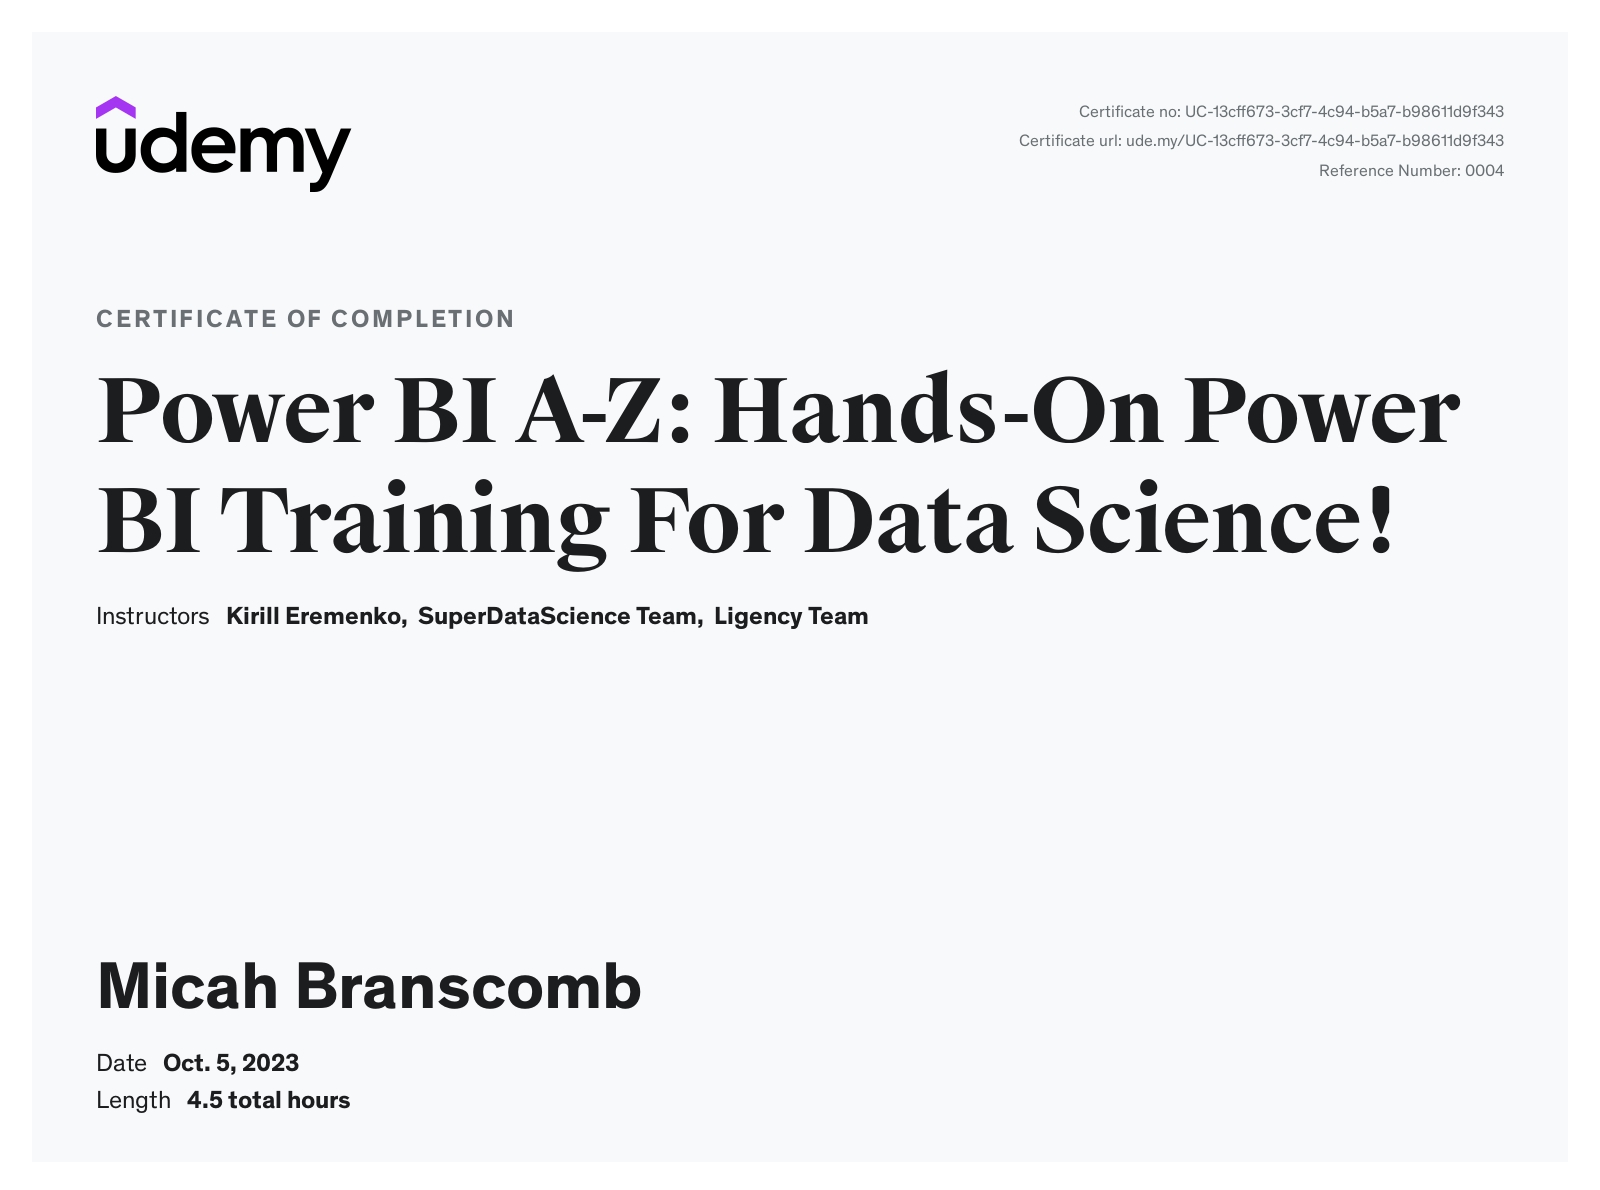 udemy
Certificate no: UC-13cff673-3cf7-4c94-b5a7-b98611d9f343
Certificate url: ude.my/UC-13cff673-3cf7-4c94-b5a7-b98611d9f343
Reference Number: 0004
CERTIFICATE OF COMPLETION
Power BI A-Z: Hands-On Power
BI Training For Data Science!
Instructors Kirill Eremenko, SuperDataScience Team, Ligency Team
Micah Branscomb
Date Oct. 5, 2023
Length 4.5 total hours